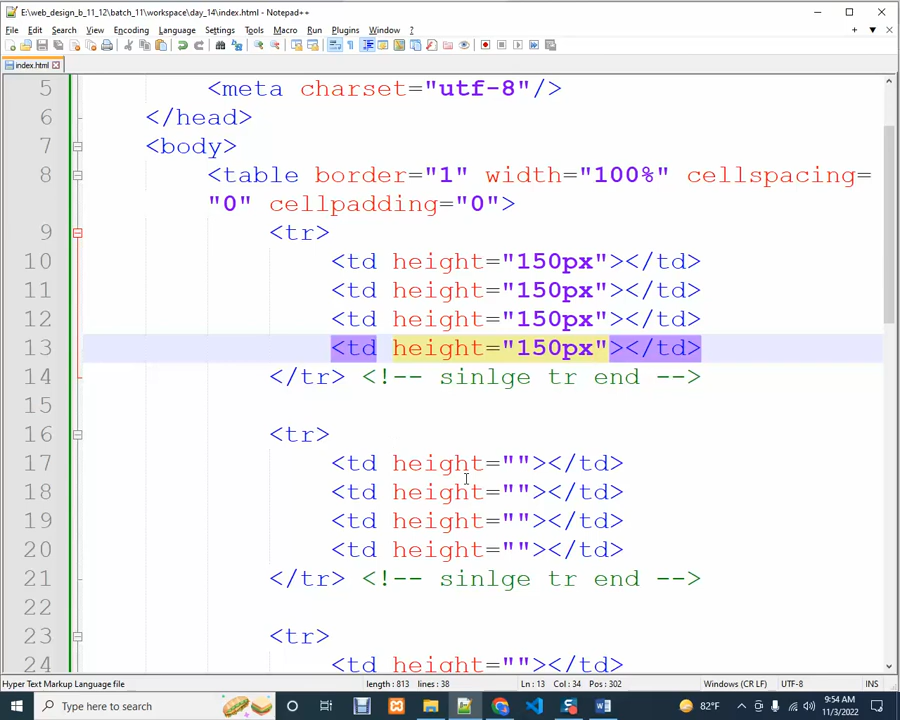 E:\web_design_b_11_12\batch_11\workspace\day_14\index.html - Notepad++
File Edit Search View Encoding Language Settings Tools Macro Run Plugins Window ?
index.html
5 <meta charset="utf-8"/>
6 </head>
7 <body>
8 <table border="1" width="100%" cellspacing=
"0" cellpadding="0">
9 <tr>
10 <td height="150px"></td>
11 <td height="150px"></td>
12 <td height="150px"></td>
13 <td height="150px"></td>
14 </tr> <!-- sinlge tr end -->
15
16 <tr>
17 <td height=""></td>
18 <td height=""></td>
19 <td height=""></td>
20 <td height=""></td>
21 </tr> <!-- sinlge tr end -->
22
23 <tr>
24 <td height=""></td>
Hyper Text Markup Language file length : 813 lines : 38 Ln : 13 Col : 34 Pos : 302 Windows (CR LF) UTF-8 INS
Type here to search 82°F 9:54 AM
11/3/2022